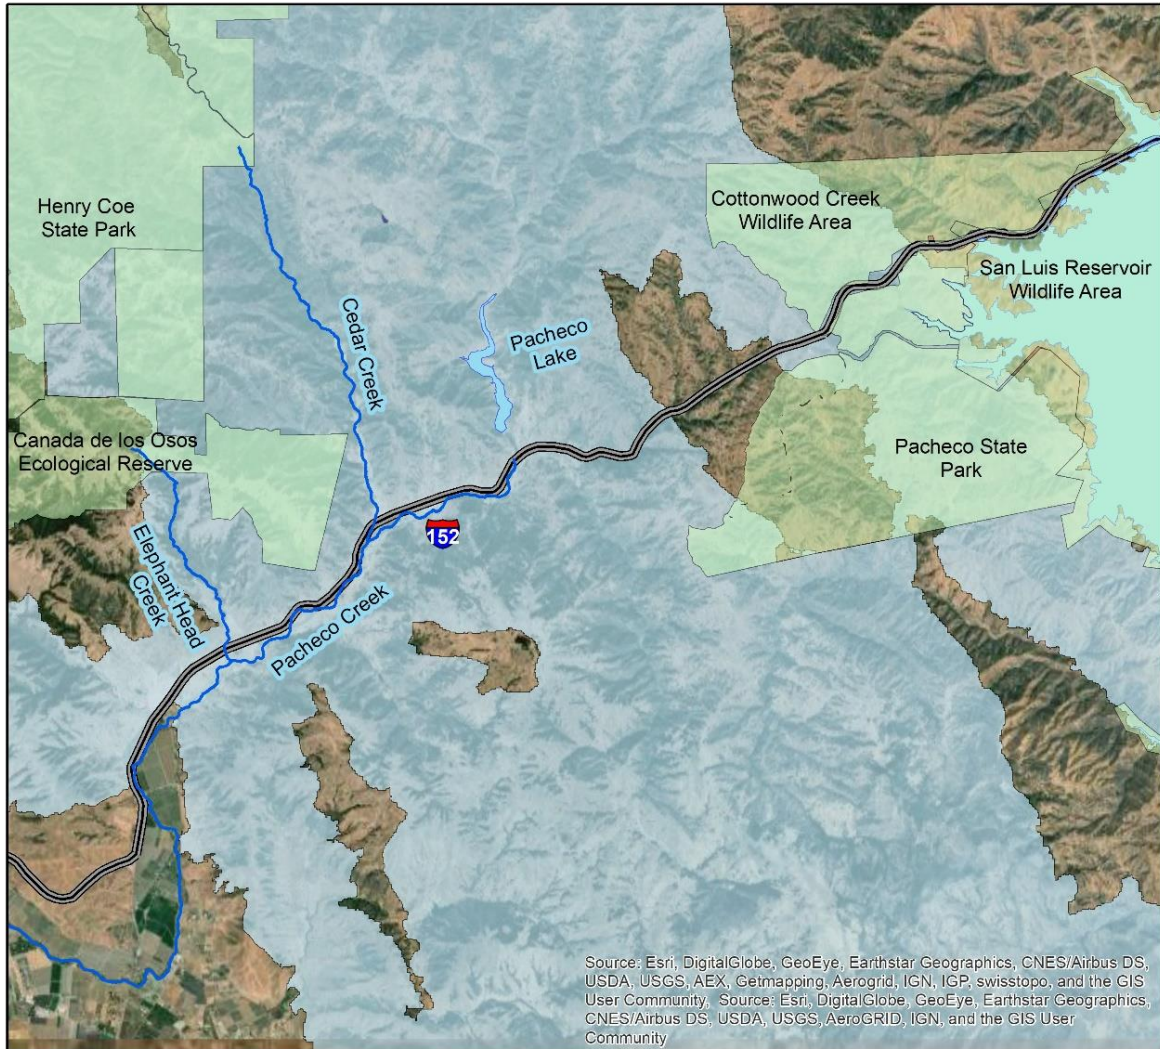 Henry Coe
State Park
Cottonwood Creek
Wildlife Area
San Luis Reservoir
Wildlife Area
Cedar Creek
Pacheco
Lake
Canada de los Osos
Ecological Reserve
Pacheco State
Park
152
Elephant Head
Creek
Pacheco Creek
Source: Esri, DigitalGlobe, GeoEye, Earthstar Geographics, CNES/Airbus DS,
USDA, USGS, AEX, Getmapping, Aerogrid, IGN, IGP, swisstopo, and the GIS
User Community, Source: Esri, DigitalGlobe, GeoEye, Earthstar Geographics,
CNES/Airbus DS, USDA, USGS, AeroGRID, IGN, and the GIS User
Community